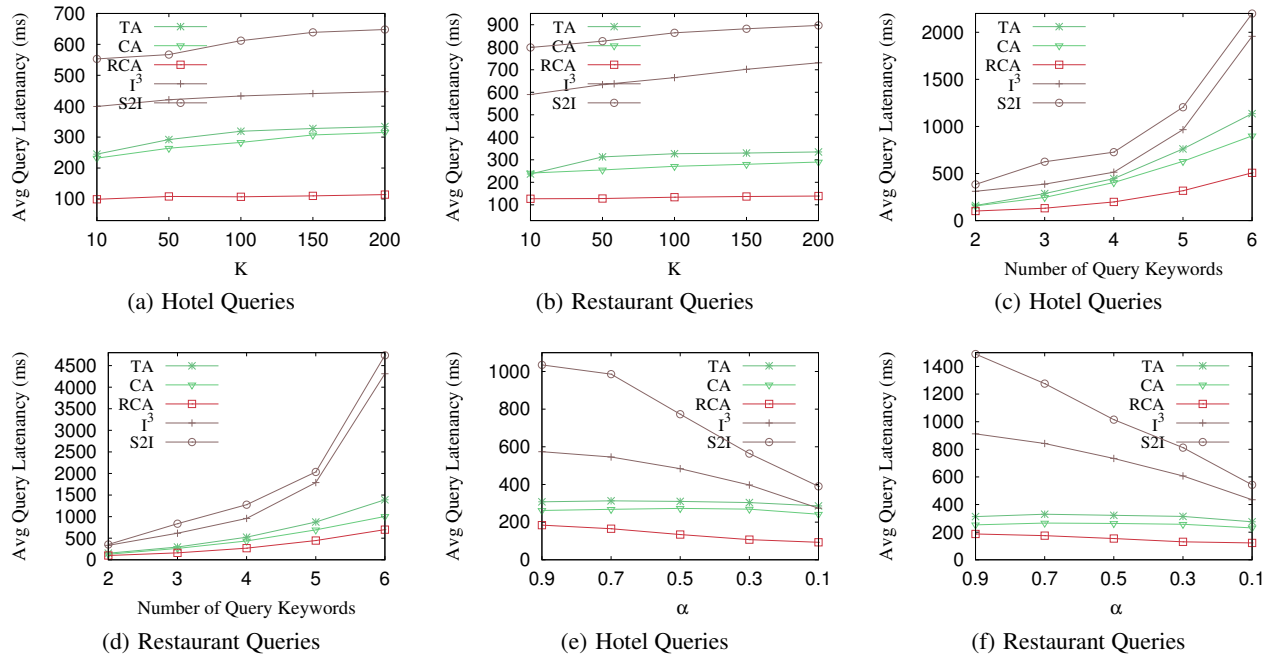 Avg Query Latenancy (ms)
700
600
500
400
300
200
100
TA
CA
RCA
I³
S2I
10 50 100 150 200
K
(a) Hotel Queries
Avg Query Latenancy (ms)
900
800
700
600
500
400
300
200
100
TA
CA
RCA
I³
S2I
10 50 100 150 200
K
(b) Restaurant Queries
Avg Query Latenancy (ms)
2000
1500
1000
500
0
TA
CA
RCA
I³
S2I
2 3 4 5 6
Number of Query Keywords
(c) Hotel Queries
Avg Query Latenancy (ms)
4500
4000
3500
3000
2500
2000
1500
1000
500
0
TA
CA
RCA
I³
S2I
2 3 4 5 6
Number of Query Keywords
(d) Restaurant Queries
Avg Query Latenancy (ms)
1000
800
600
400
200
0
TA
CA
RCA
I³
S2I
0.9 0.7 0.5 0.3 0.1
α
(e) Hotel Queries
Avg Query Latenancy (ms)
1400
1200
1000
800
600
400
200
0
TA
CA
RCA
I³
S2I
0.9 0.7 0.5 0.3 0.1
α
(f) Restaurant Queries